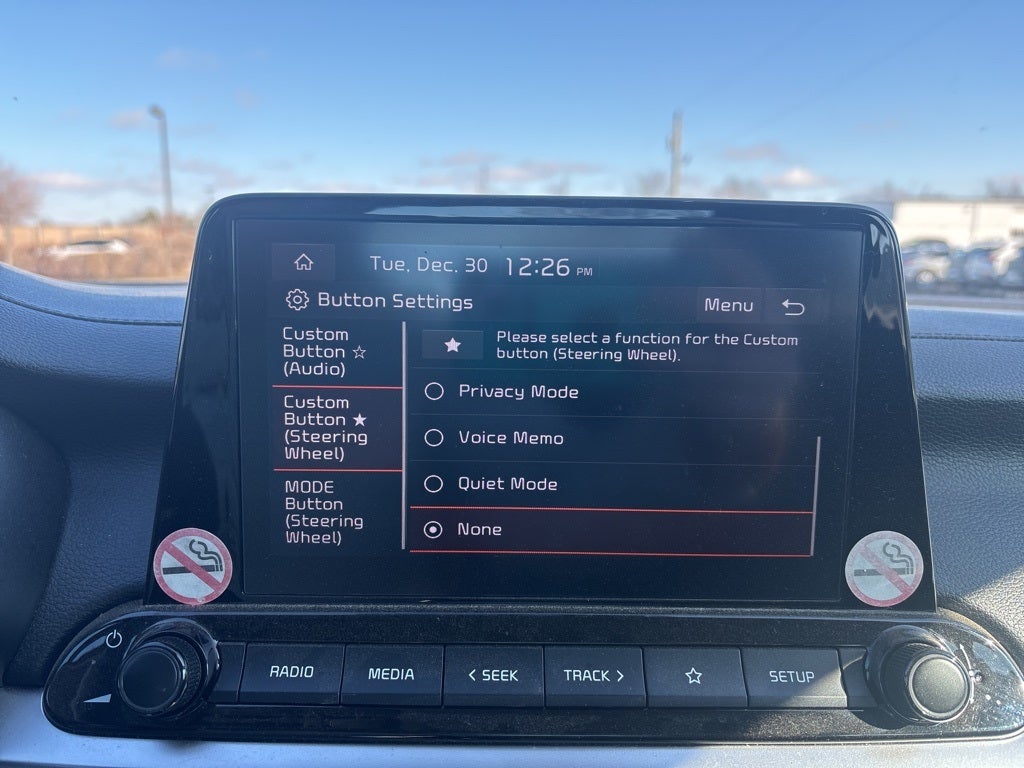 Tue, Dec. 30 12:26 PM
Button Settings
Menu
Custom
Button ☆
(Audio)
Custom
Button ★
(Steering
Wheel)
MODE
Button
(Steering
Wheel)
★ Please select a function for the Custom
button (Steering Wheel).
Privacy Mode
Voice Memo
Quiet Mode
None
RADIO
MEDIA
< SEEK
TRACK >
☆
SETUP